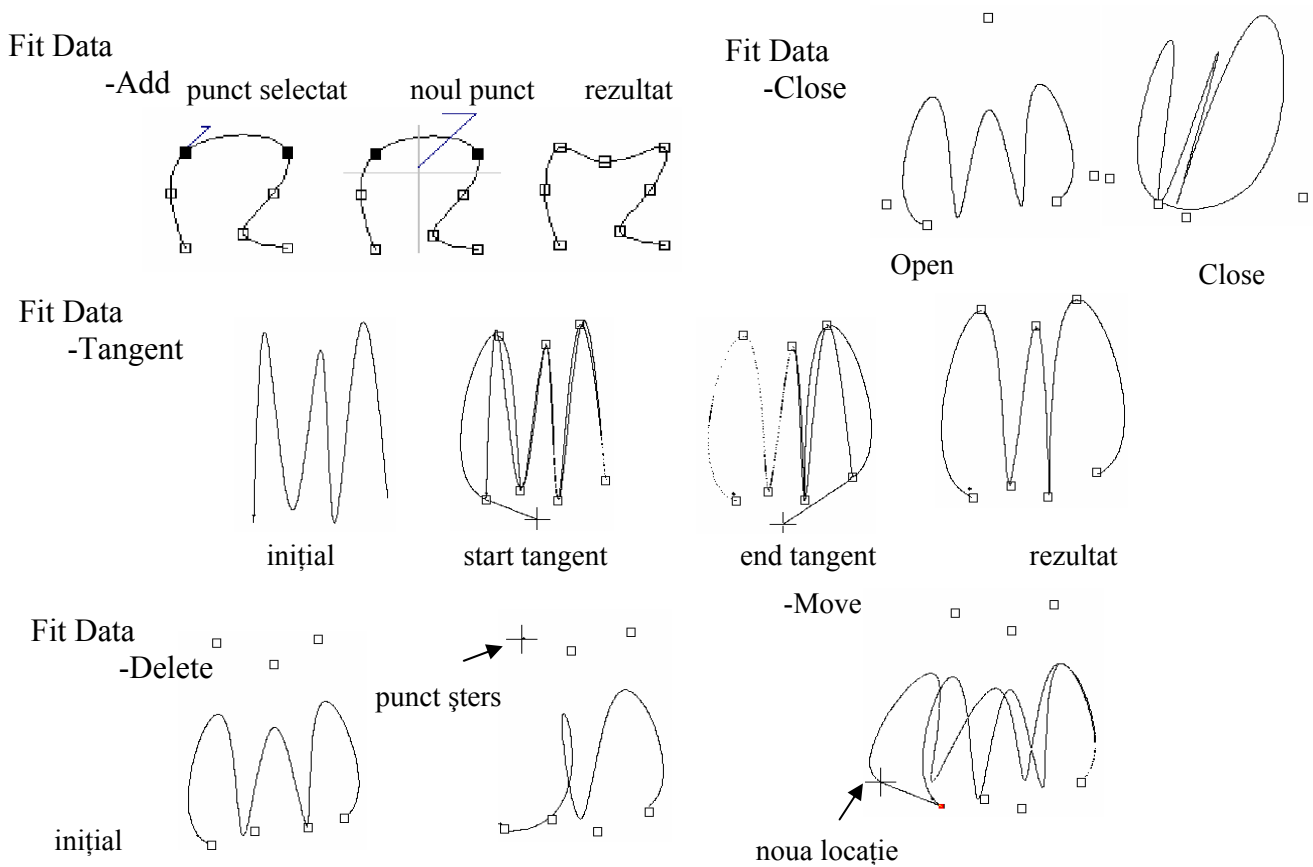 Fit Data
-Add
punct selectat
noul punct
rezultat
Fit Data
-Close
Open
Close
Fit Data
-Tangent
inițial
start tangent
end tangent
rezultat
-Move
Fit Data
-Delete
punct şters
inițial
noua locație